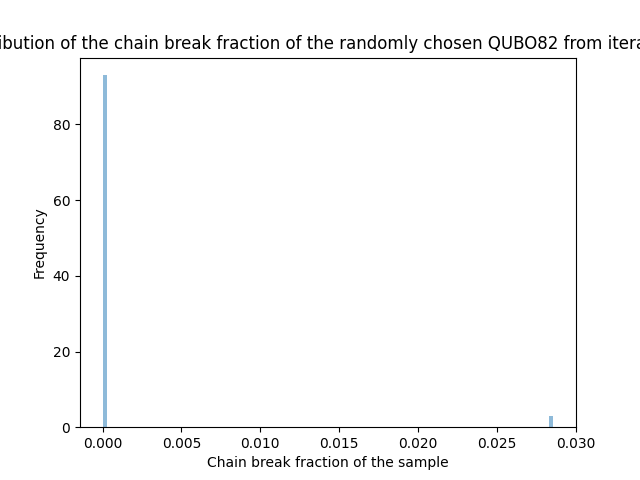 ibution of the chain break fraction of the randomly chosen QUBO82 from itera
80
60
40
20
0
Frequency
0.000 0.005 0.010 0.015 0.020 0.025 0.030
Chain break fraction of the sample